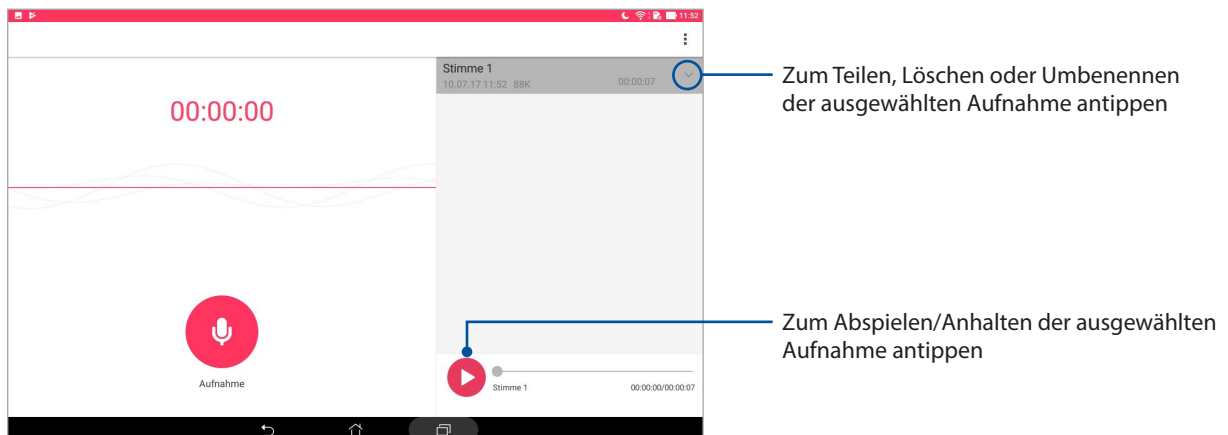 11:52
Stimme 1
10.07.17 11:52 88K 00:00:07
00:00:00
Aufnahme
Stimme 1 00:00:00/00:00:07
Zum Teilen, Löschen oder Umbenennen
der ausgewählten Aufnahme antippen
Zum Abspielen/Anhalten der ausgewählten
Aufnahme antippen